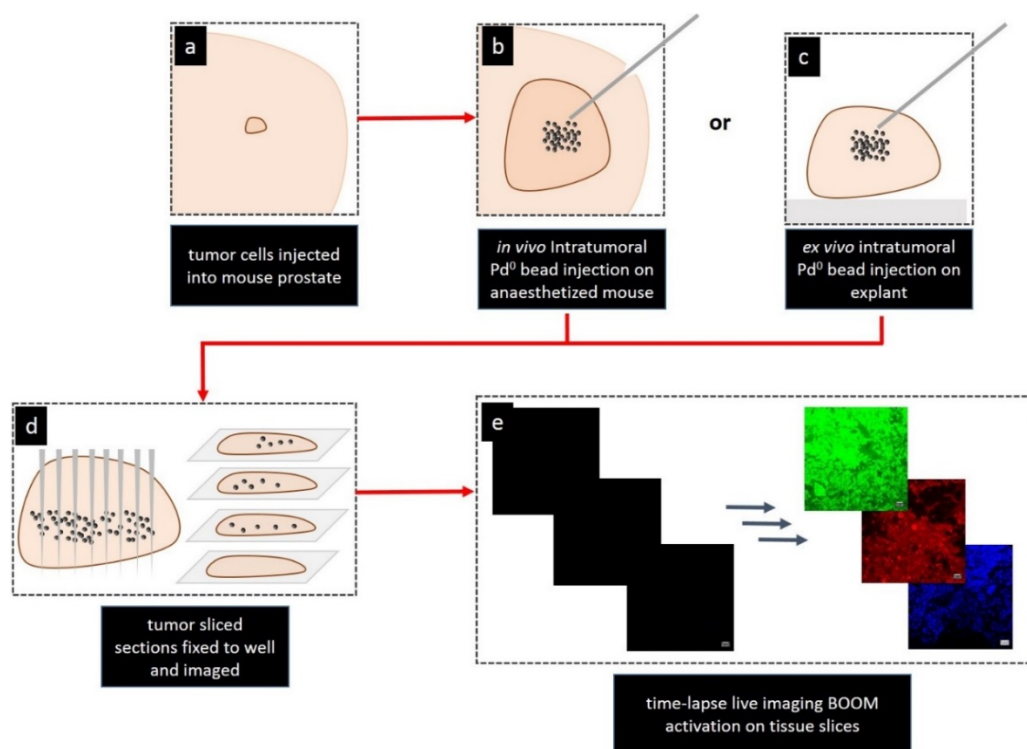 a
b
c
or
tumor cells injected
into mouse prostate
in vivo Intratumoral
Pd⁰ bead injection on
anaesthetized mouse
ex vivo intratumoral
Pd⁰ bead injection on
explant
d
e
tumor sliced
sections fixed to well
and imaged
time-lapse live imaging BOOM
activation on tissue slices